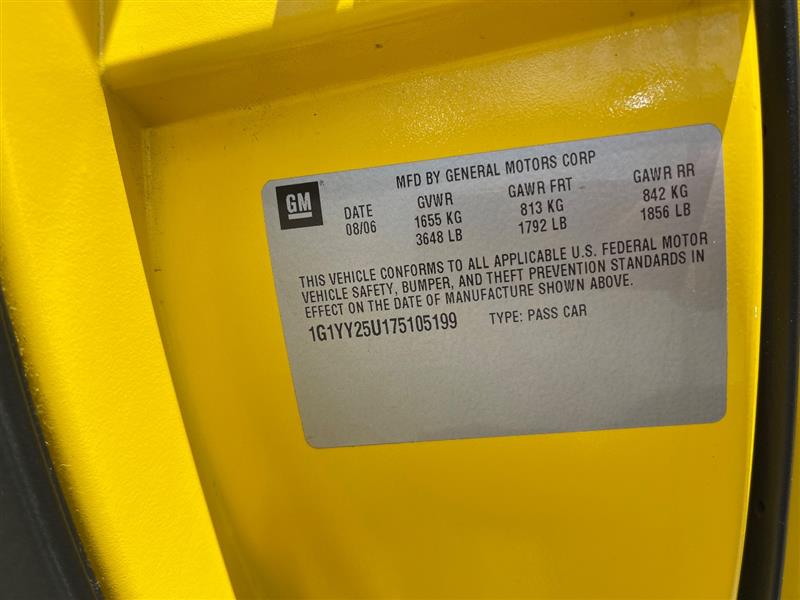 MFD BY GENERAL MOTORS CORP
GM
DATE GVWR GAWR FRT GAWR RR
08/06 1655 KG 813 KG 842 KG
3648 LB 1792 LB 1856 LB
THIS VEHICLE CONFORMS TO ALL APPLICABLE U.S. FEDERAL MOTOR
VEHICLE SAFETY, BUMPER, AND THEFT PREVENTION STANDARDS IN
EFFECT ON THE DATE OF MANUFACTURE SHOWN ABOVE.
1G1YY25U175105199 TYPE: PASS CAR